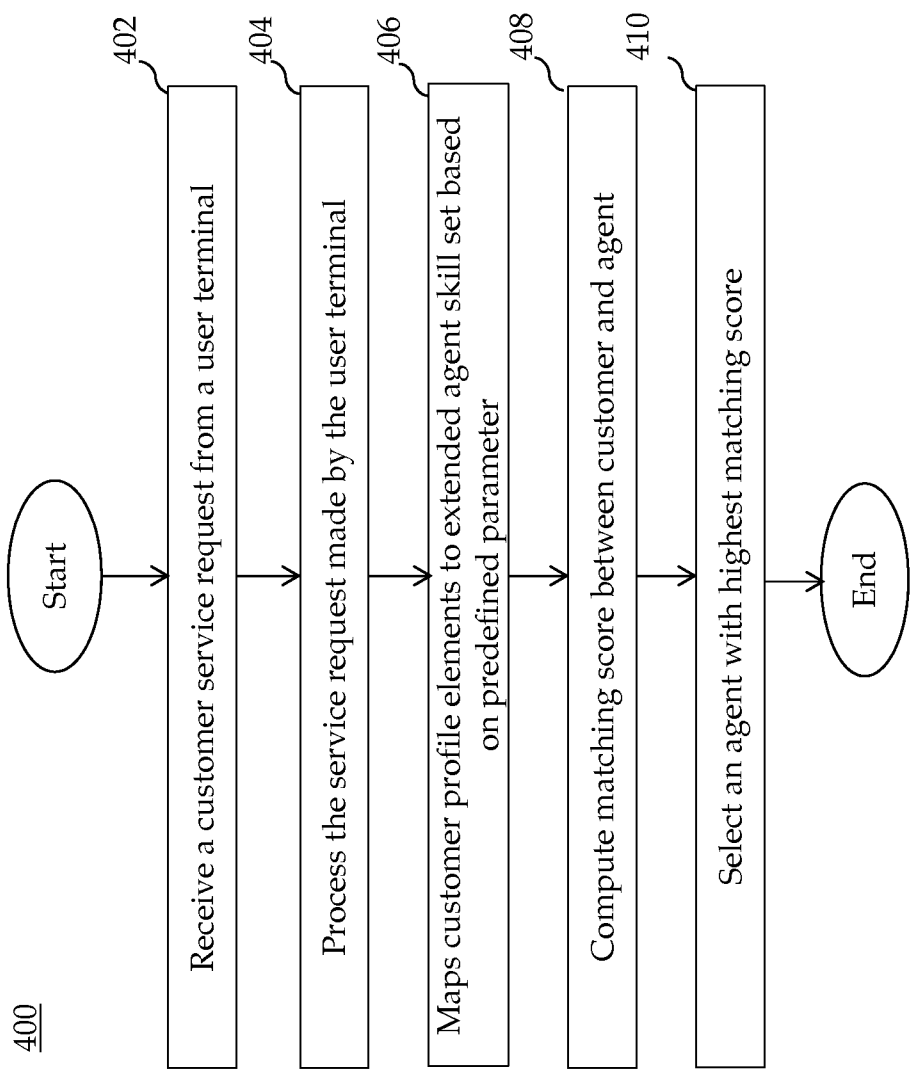 400
Start
402
Receive a customer service request from a user terminal
404
Process the service request made by the user terminal
406
Maps customer profile elements to extended agent skill set based
on predefined parameter
408
Compute matching score between customer and agent
410
Select an agent with highest matching score
End